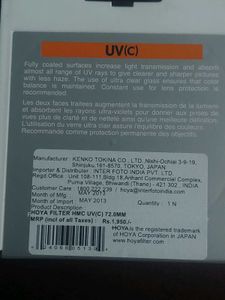 UV(C)
Fully coated surfaces increase light transmission and absorb
almost all range of UV rays to give clearer and sharper pictures
with less haze. The use of ultra clear glass ensures that color
balance is maintained. Constant use for lens protection is
recommended.
Les deux faces traitées augmentent la transmission de la lumière
et absorbent les rayons ultra-violets pour donner aux prises
de vues plus de clarté et de netteté ainsi qu'une meilleure définition.
L'utilisation du verre ultra clair assure l'équilibre des couleurs.
Recommandé comme protection permanente des objectifs.
Manufacturer : KENKO TOKINA CO., LTD., Nishi-Ochiai 3-9-19,
Shinjuku,161-8570, TOKYO, JAPAN
Importer & Distributor : INTER FOTO INDIA PVT. LTD.
Regd.Office : Unit 108-111,Bldg.18,Arihant Commercial Complex,
Purna Village, Bhiwandi (Thane) - 421 302. INDIA
Customer Care
Month of MFG
Month of Import : MAY 2013
Quantity : 1 N
Product Description
HOYA FILTER HMC UV(C) 72.0MM
MRP (incl of all Taxes) : Rs.1,950/-
HOYA is the registered
trademark of
HOYA Corporation in JAPAN
www.hoyafilter.com